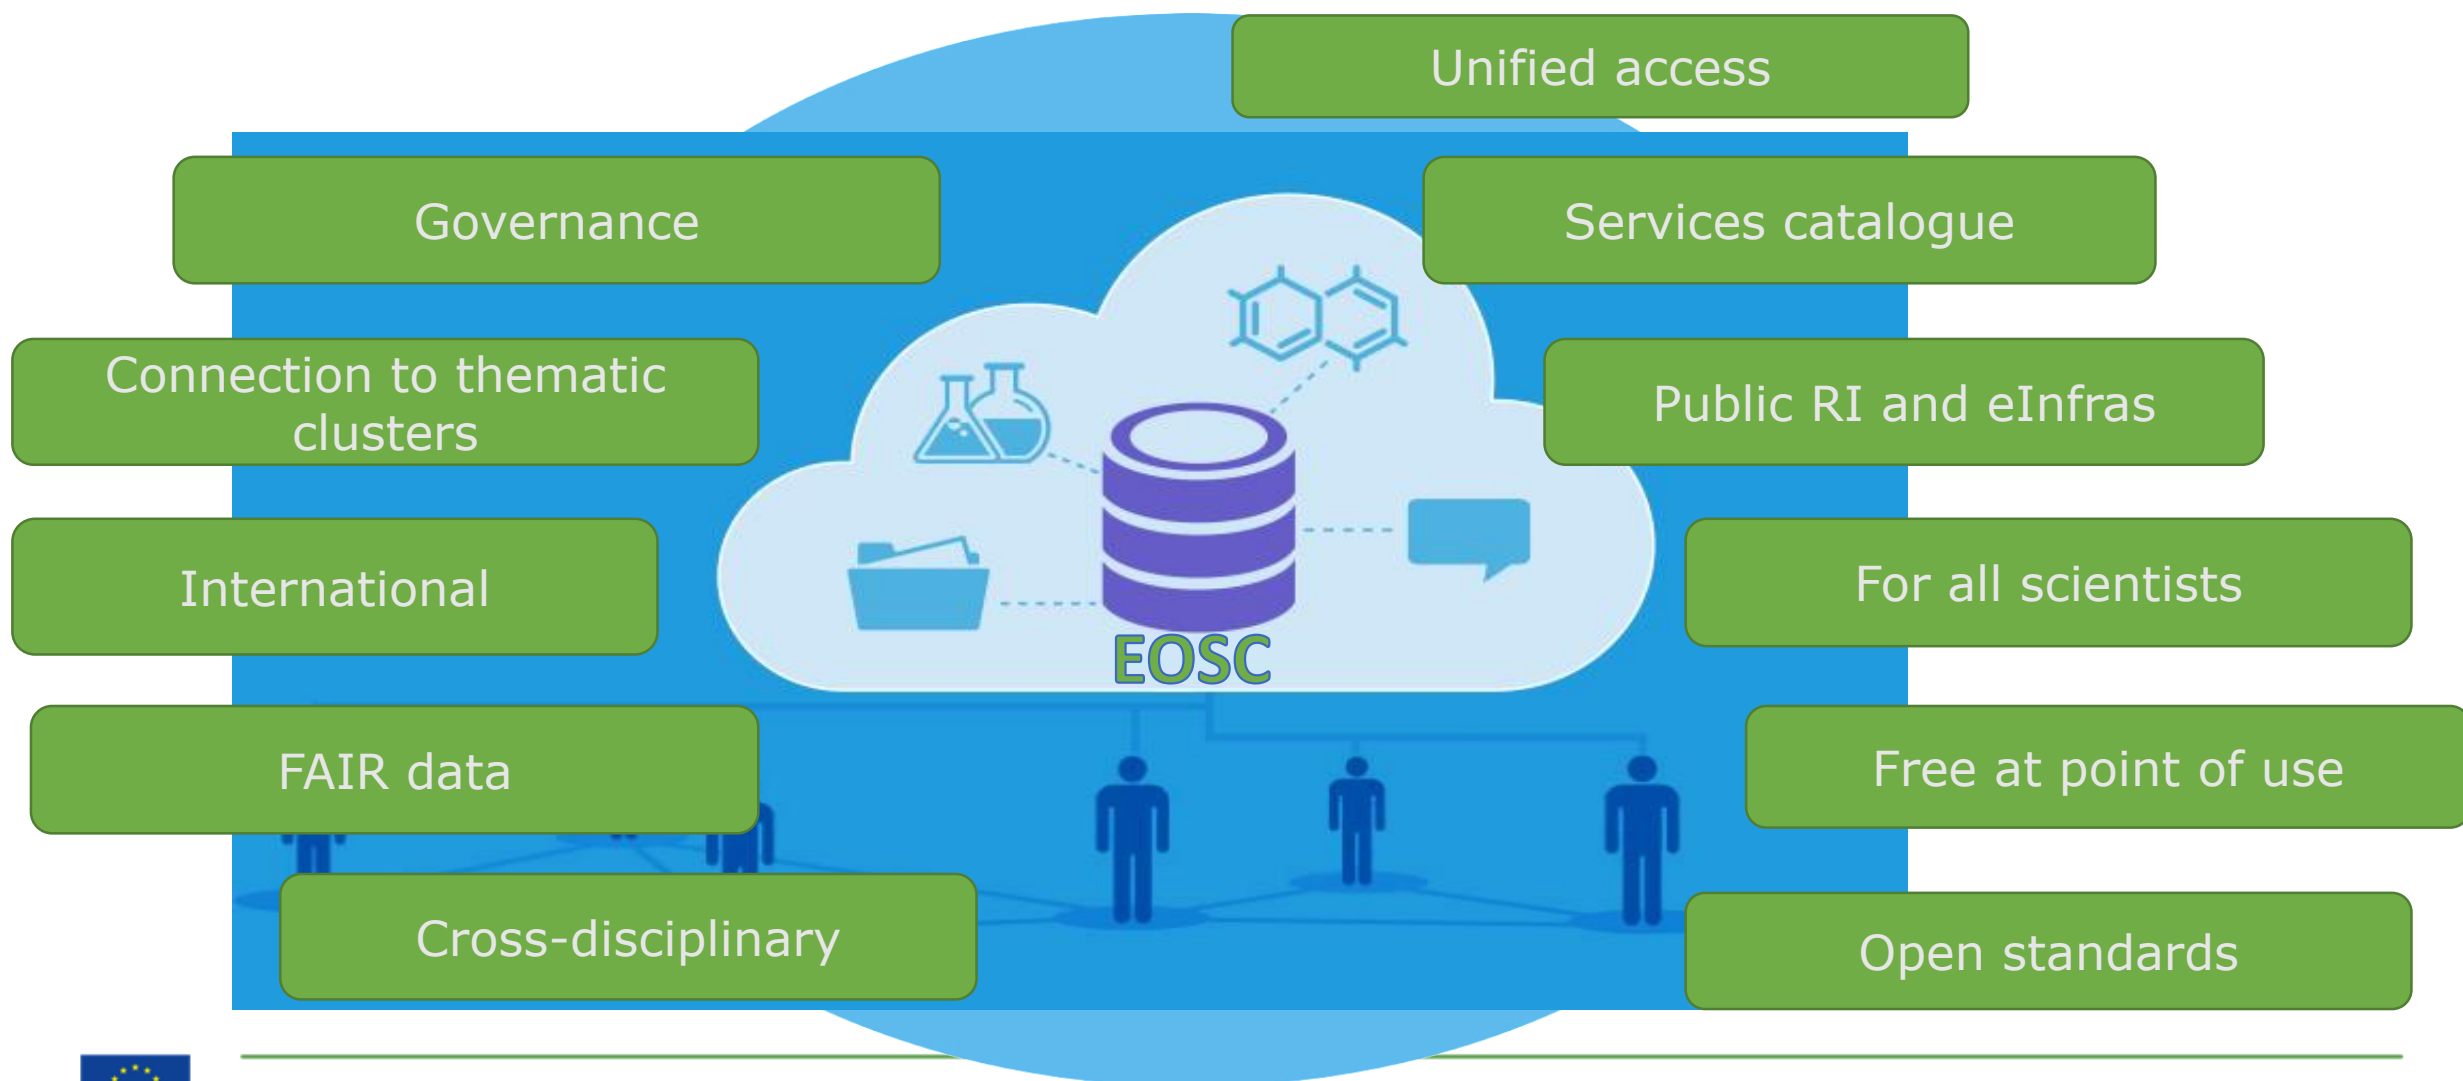 Unified access
Governance
Services catalogue
Connection to thematic
clusters
Public RI and eInfras
International
For all scientists
EOSC
FAIR data
Free at point of use
Cross-disciplinary
Open standards